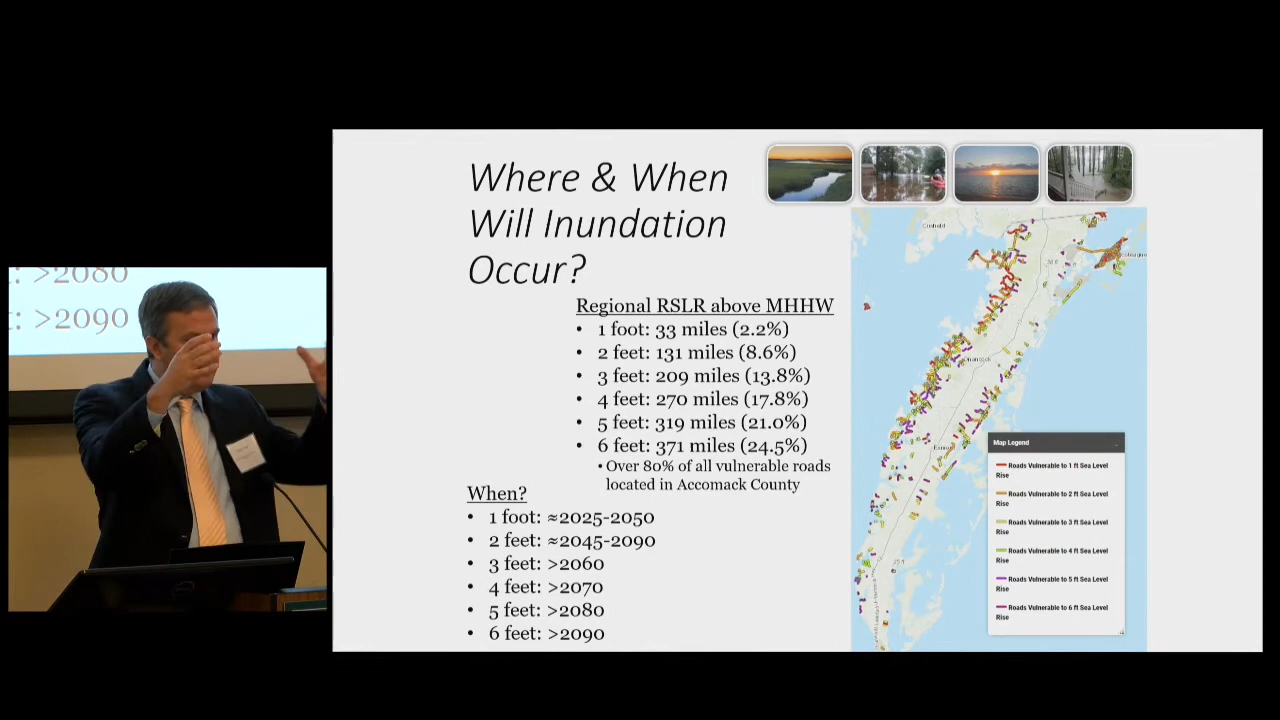 : >2080
: >2090
Where & When
Will Inundation
Occur?
Regional RSLR above MHHW
• 1 foot: 33 miles (2.2%)
• 2 feet: 131 miles (8.6%)
• 3 feet: 209 miles (13.8%)
• 4 feet: 270 miles (17.8%)
• 5 feet: 319 miles (21.0%)
• 6 feet: 371 miles (24.5%)
• Over 80% of all vulnerable roads
located in Accomack County
When?
• 1 foot: ≈2025-2050
• 2 feet: ≈2045-2090
• 3 feet: >2060
• 4 feet: >2070
• 5 feet: >2080
• 6 feet: >2090
Crisfield
Onancock
Map Legend
Roads Vulnerable to 1 ft Sea Level
Rise
Roads Vulnerable to 2 ft Sea Level
Rise
Roads Vulnerable to 3 ft Sea Level
Rise
Roads Vulnerable to 4 ft Sea Level
Rise
Roads Vulnerable to 5 ft Sea Level
Rise
Roads Vulnerable to 6 ft Sea Level
Rise